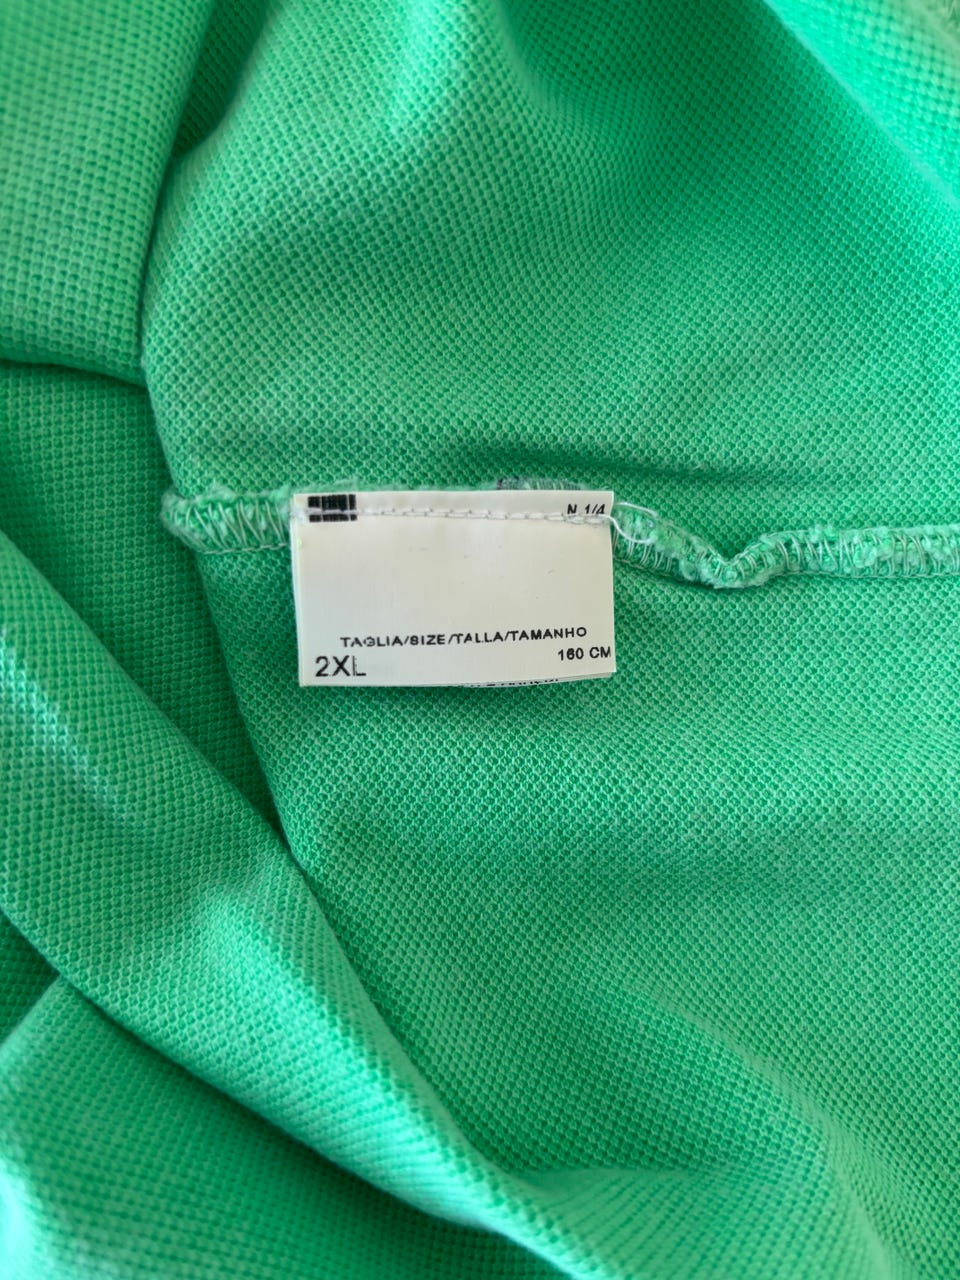 N. 1/4
TAGLIA/SIZE/TALLA/TAMANHO
2XL 160 CM